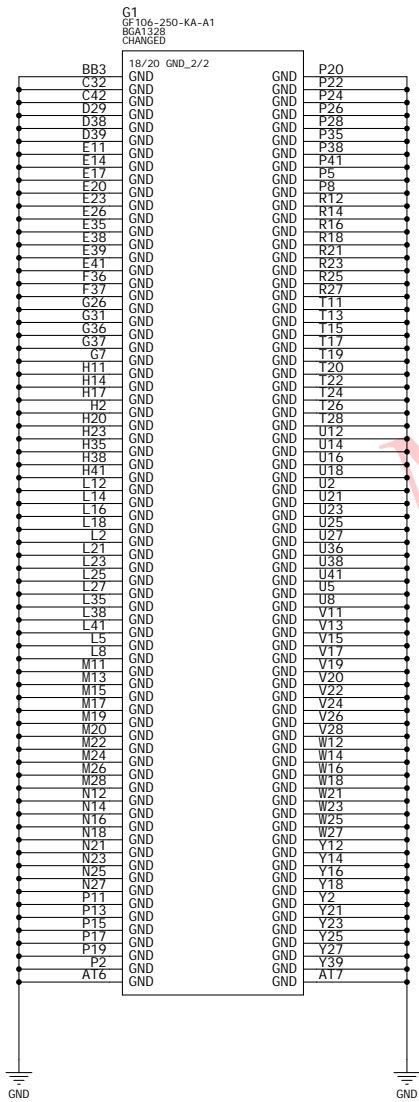 G1
GF106-250-KA-A1
BGA1328
CHANGED
18/20 GND_2/2
BB3 GND GND P20
C32 GND GND P22
C42 GND GND P24
D29 GND GND P26
D38 GND GND P28
D39 GND GND P35
E11 GND GND P38
E14 GND GND P41
E17 GND GND P5
E20 GND GND P8
E23 GND GND R12
E26 GND GND R14
E35 GND GND R16
E38 GND GND R18
E39 GND GND R21
E41 GND GND R23
F36 GND GND R25
F37 GND GND R27
G26 GND GND T11
G31 GND GND T13
G36 GND GND T15
G37 GND GND T17
G7 GND GND T19
H11 GND GND T20
H14 GND GND T22
H17 GND GND T24
H2 GND GND T26
H20 GND GND T28
H23 GND GND U12
H35 GND GND U14
H38 GND GND U16
H41 GND GND U18
L12 GND GND U2
L14 GND GND U21
L16 GND GND U23
L18 GND GND U25
L2 GND GND U27
L21 GND GND U36
L23 GND GND U38
L25 GND GND U41
L27 GND GND U5
L35 GND GND U8
L38 GND GND V11
L41 GND GND V13
L5 GND GND V15
L8 GND GND V17
M11 GND GND V19
M13 GND GND V20
M15 GND GND V22
M17 GND GND V24
M19 GND GND V26
M20 GND GND V28
M22 GND GND W12
M24 GND GND W14
M26 GND GND W16
M28 GND GND W18
N12 GND GND W21
N14 GND GND W23
N16 GND GND W25
N18 GND GND W27
N21 GND GND Y12
N23 GND GND Y14
N25 GND GND Y16
N27 GND GND Y18
P11 GND GND Y2
P13 GND GND Y21
P15 GND GND Y23
P17 GND GND Y25
P19 GND GND Y27
P2 GND GND Y39
AT6 GND GND AT7
GND GND